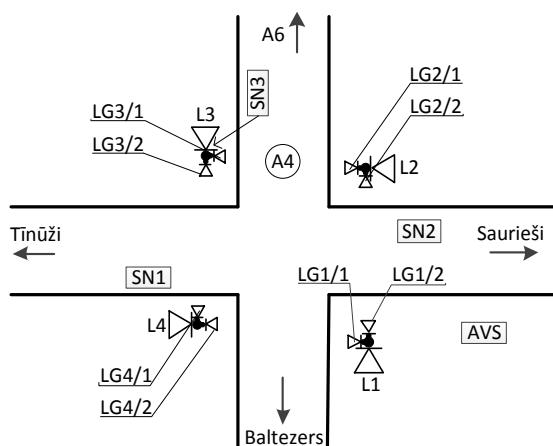 A6
LG3/1
L3
SN3
LG3/2
A4
LG2/1
LG2/2
L2
Tīnūži
SN2
Saurieši
SN1
LG1/1
LG1/2
L4
AVS
LG4/1
L1
LG4/2
Baltezers